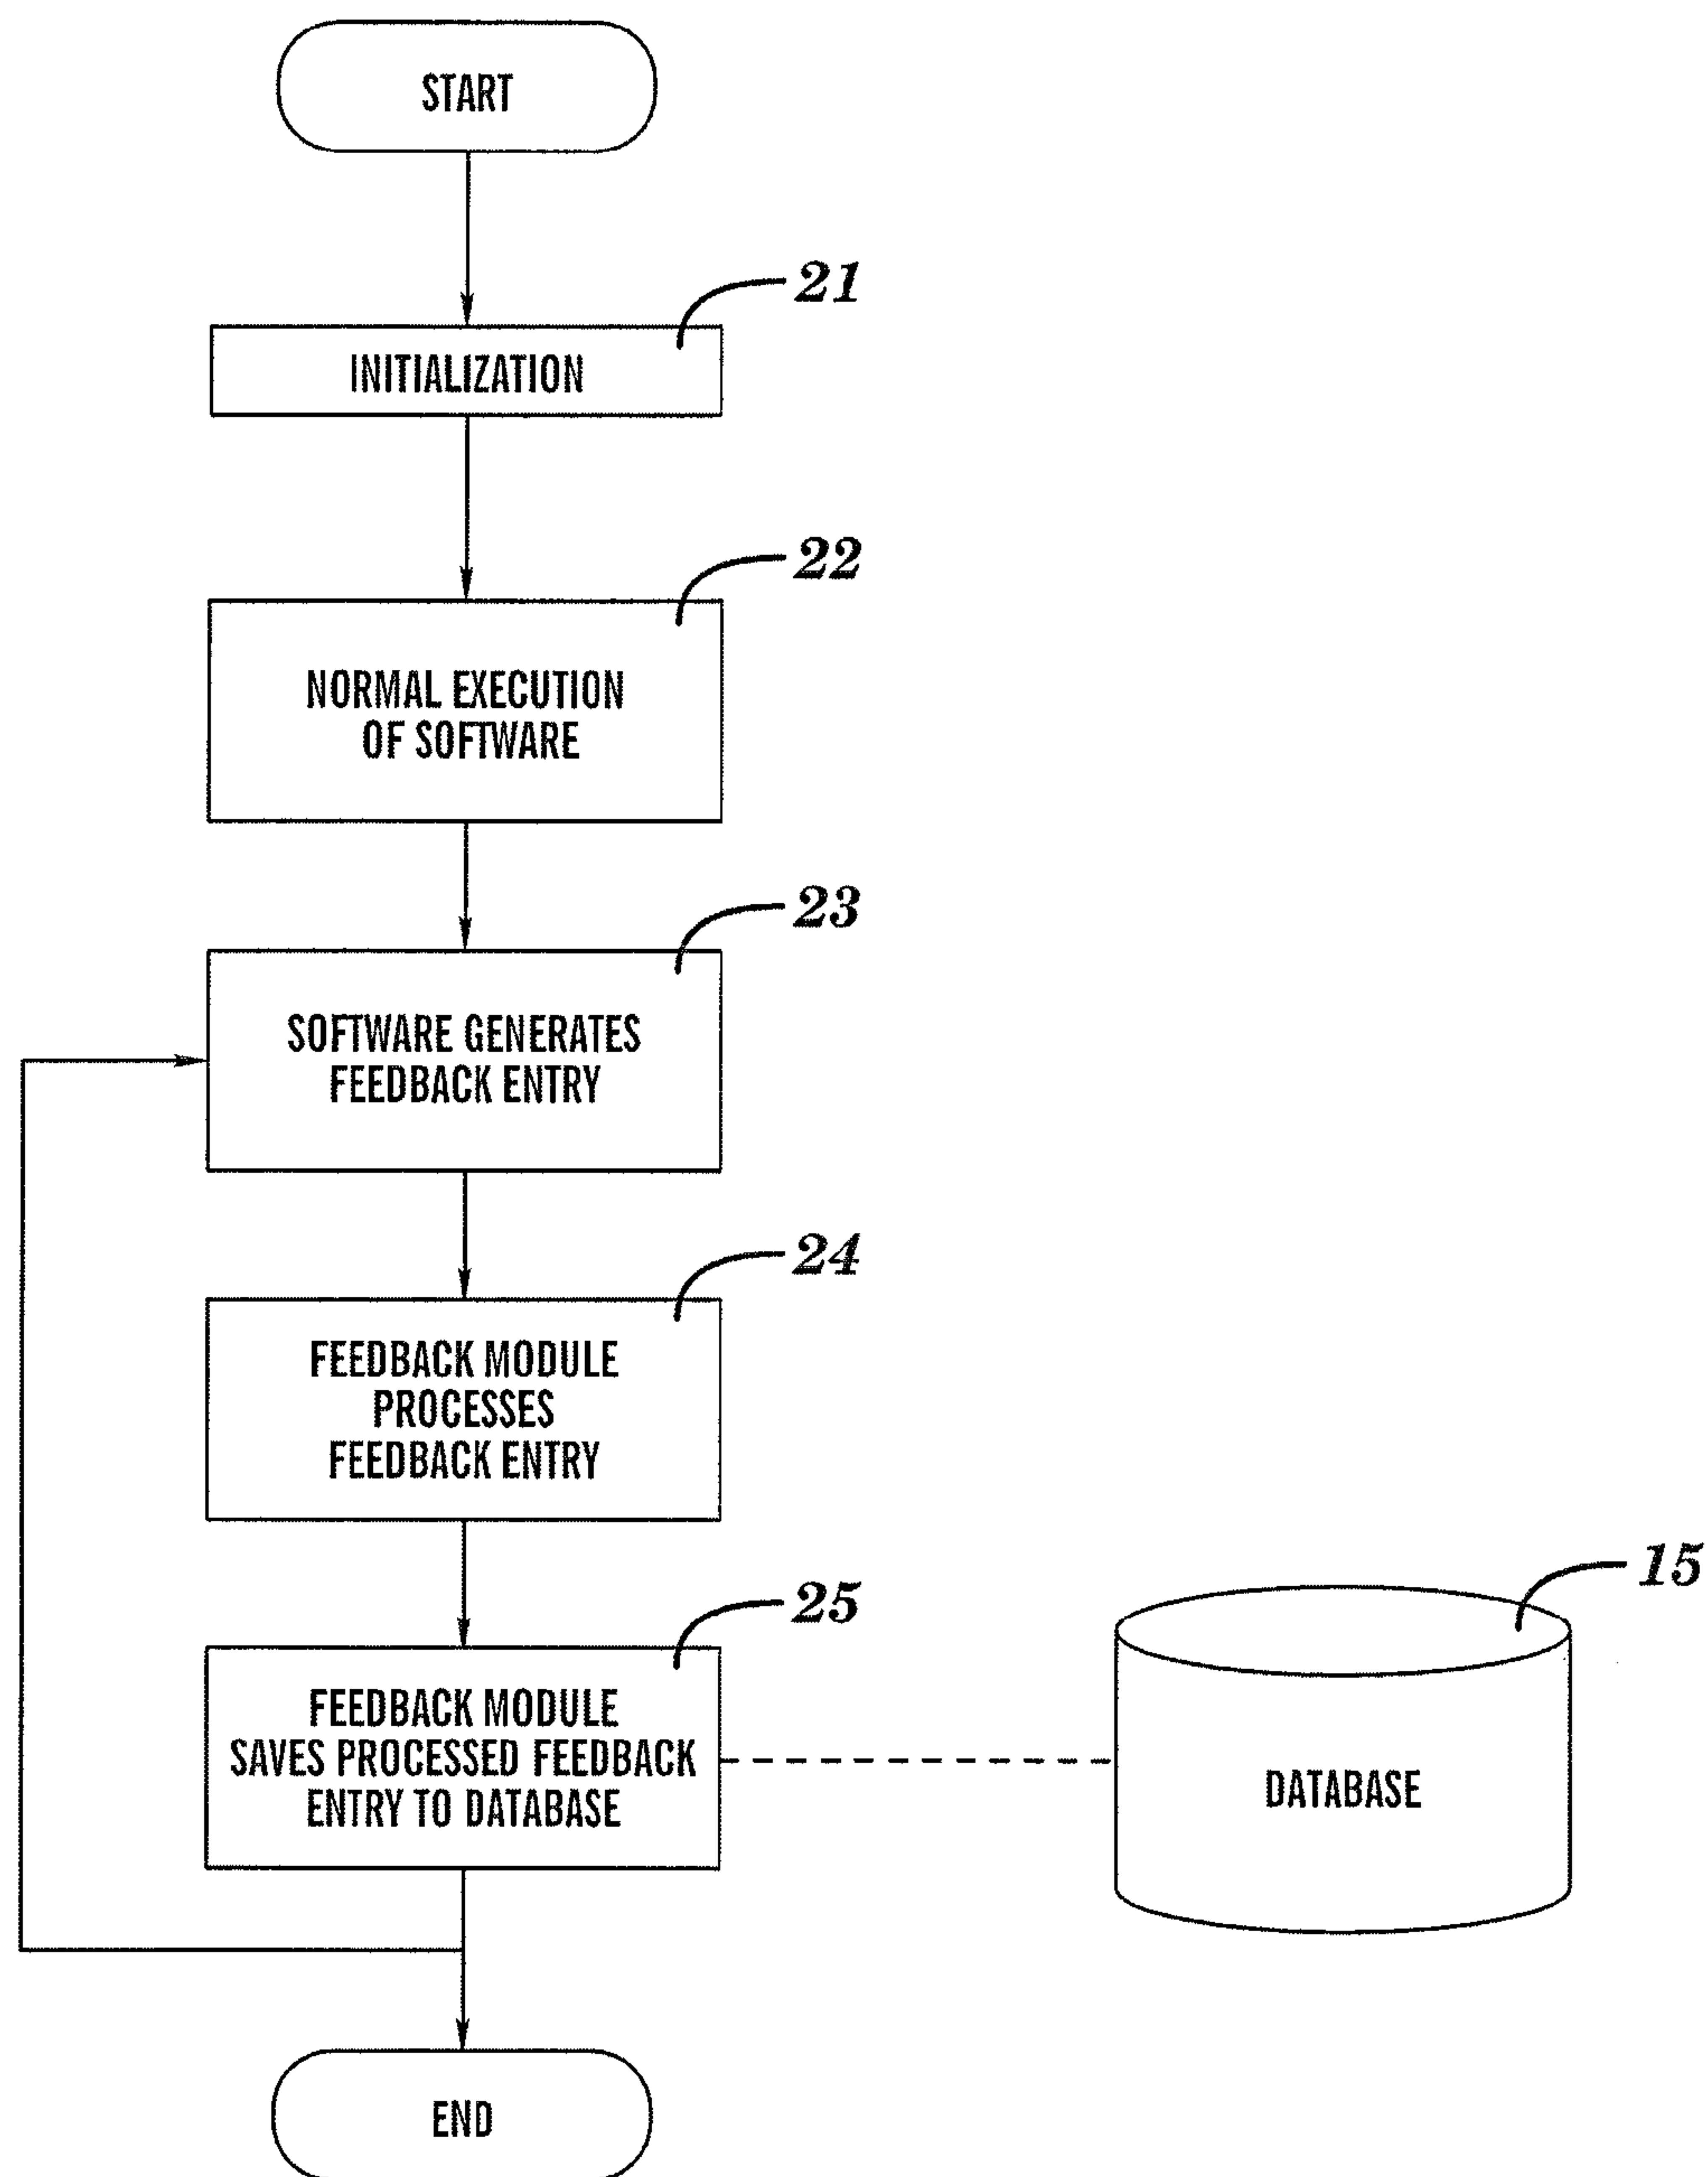 START
21
INITIALIZATION
22
NORMAL EXECUTION
OF SOFTWARE
23
SOFTWARE GENERATES
FEEDBACK ENTRY
24
FEEDBACK MODULE
PROCESSES
FEEDBACK ENTRY
25
FEEDBACK MODULE
SAVES PROCESSED FEEDBACK
ENTRY TO DATABASE
15
DATABASE
END